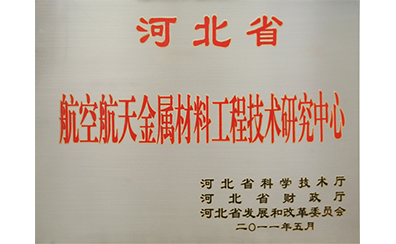 河北省
航空航天金属材料工程技术研究中心
河北省科学技术厅
河北省财政厅
河北省发展和改革委员会
二〇一一年五月